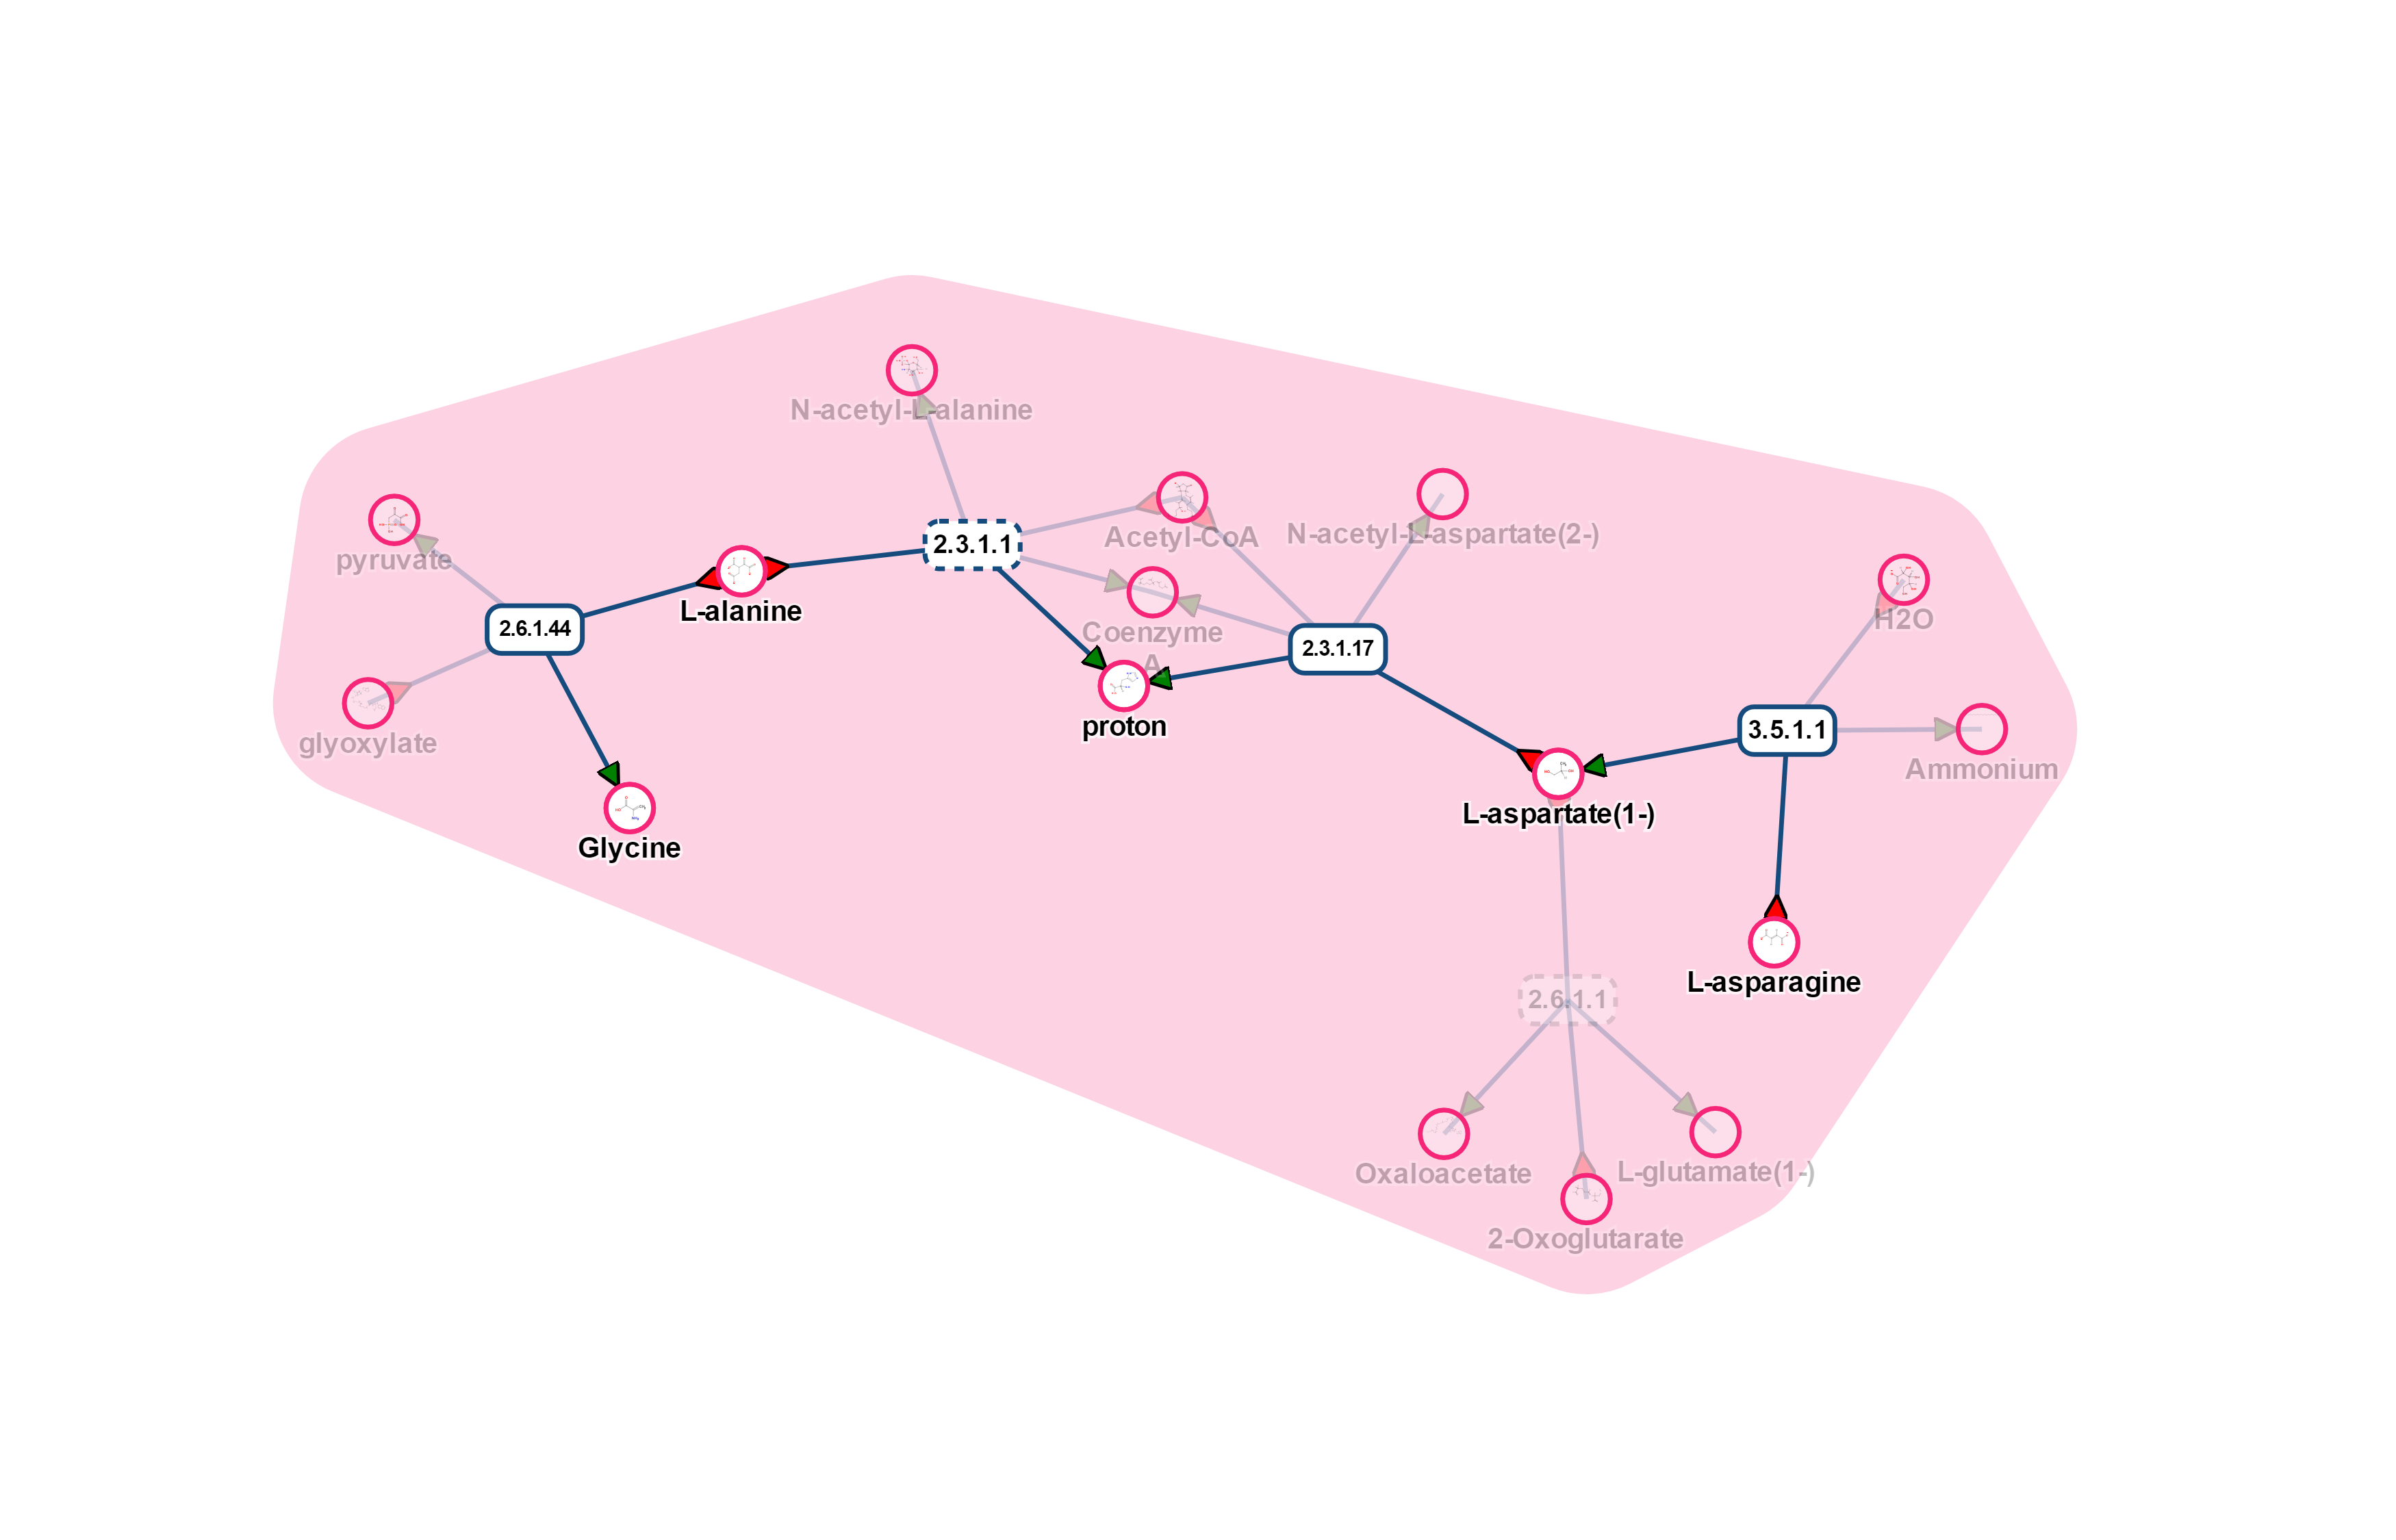 N-acetyl-L-alanine
pyruvate
2.3.1.1
Acetyl-CoA
N-acetyl-L-aspartate(2-)
L-alanine
2.6.1.44
Coenzyme
A
2.3.1.17
H2O
glyoxylate
proton
3.5.1.1
Ammonium
Glycine
L-aspartate(1-)
L-asparagine
2.6.1.1
Oxaloacetate
L-glutamate(1-)
2-Oxoglutarate